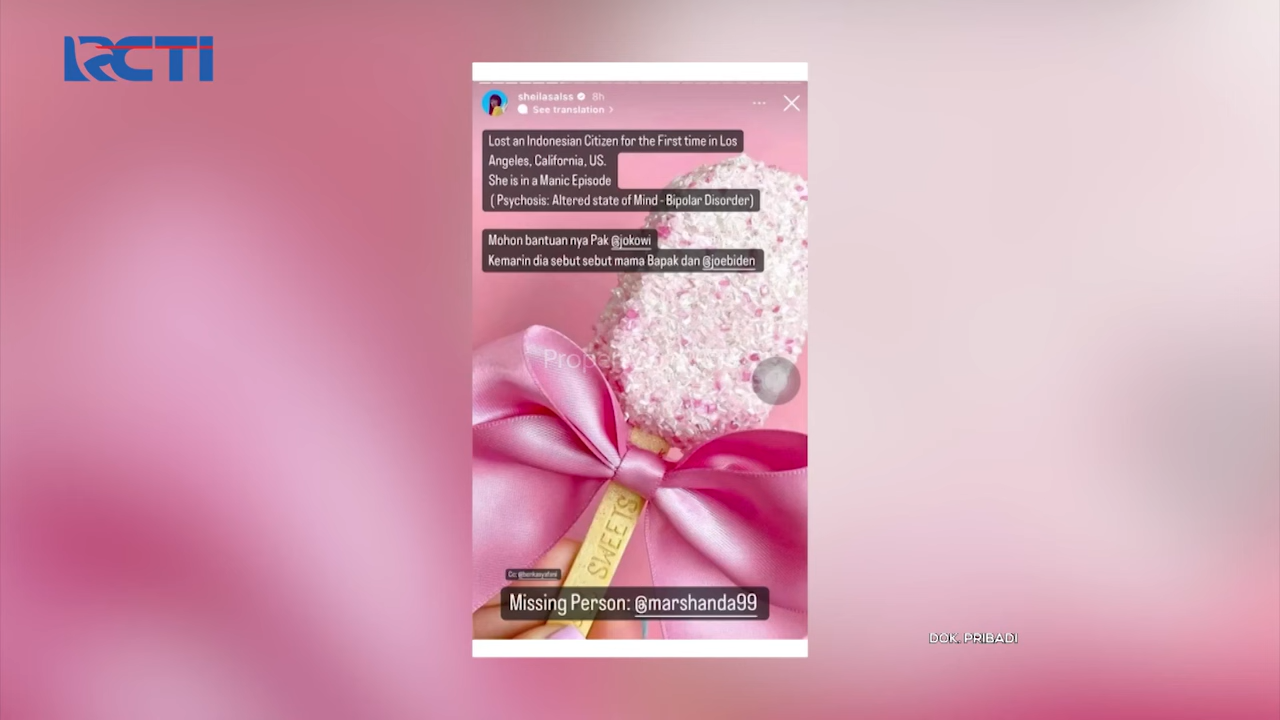 RCTI
sheilasalss 8h
See translation >
Lost an Indonesian Citizen for the First time in Los
Angeles, California, US.
She is in a Manic Episode
( Psychosis: Altered state of Mind - Bipolar Disorder)
Mohon bantuan nya Pak @jokowi
Kemarin dia sebut sebut mama Bapak dan @joebiden
SWEETS
Missing Person: @marshanda99
DOK. PRIBADI